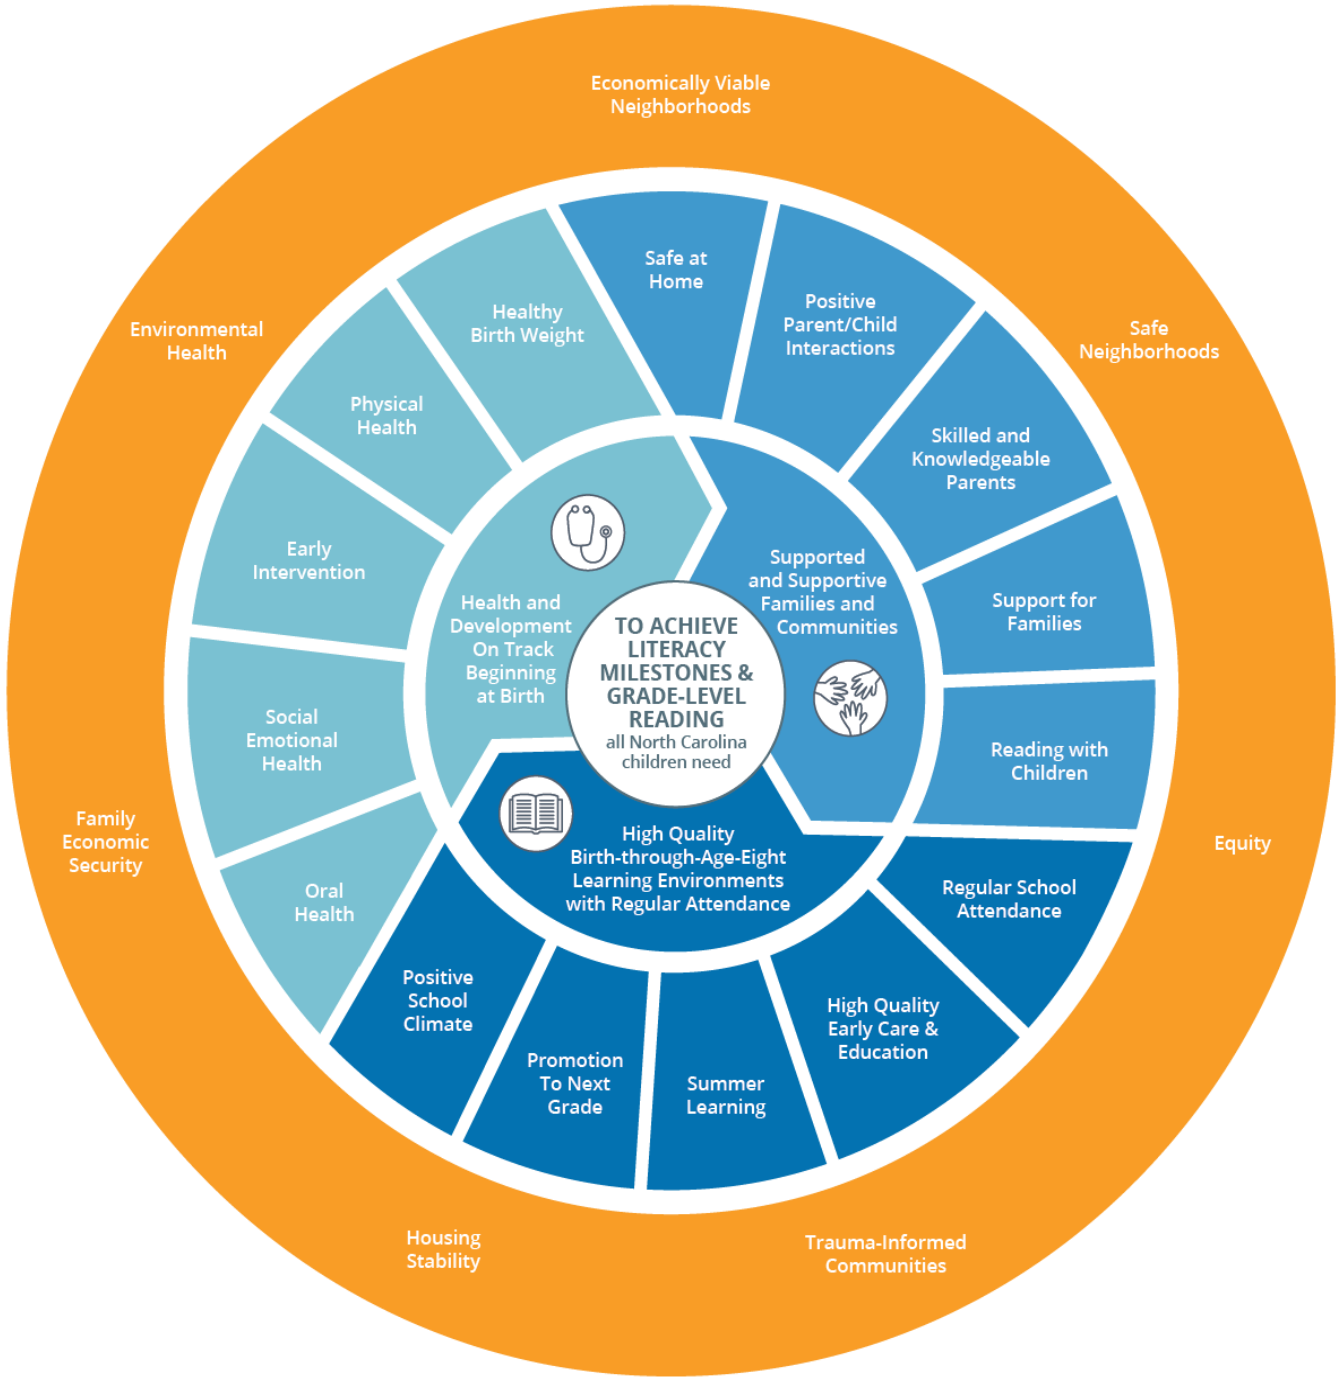 Economically Viable
Neighborhoods
Safe
Neighborhoods
Equity
Trauma-Informed
Communities
Housing
Stability
Family
Economic
Security
Environmental
Health
Safe at
Home
Positive
Parent/Child
Interactions
Skilled and
Knowledgeable
Parents
Support for
Families
Reading with
Children
Regular School
Attendance
High Quality
Early Care &
Education
Summer
Learning
Promotion
To Next
Grade
Positive
School
Climate
Oral
Health
Social
Emotional
Health
Early
Intervention
Physical
Health
Healthy
Birth Weight
Supported
and Supportive
Families and
Communities
High Quality
Birth-through-Age-Eight
Learning Environments
with Regular Attendance
Health and
Development
On Track
Beginning
at Birth
TO ACHIEVE
LITERACY
MILESTONES &
GRADE-LEVEL
READING
all North Carolina
children need